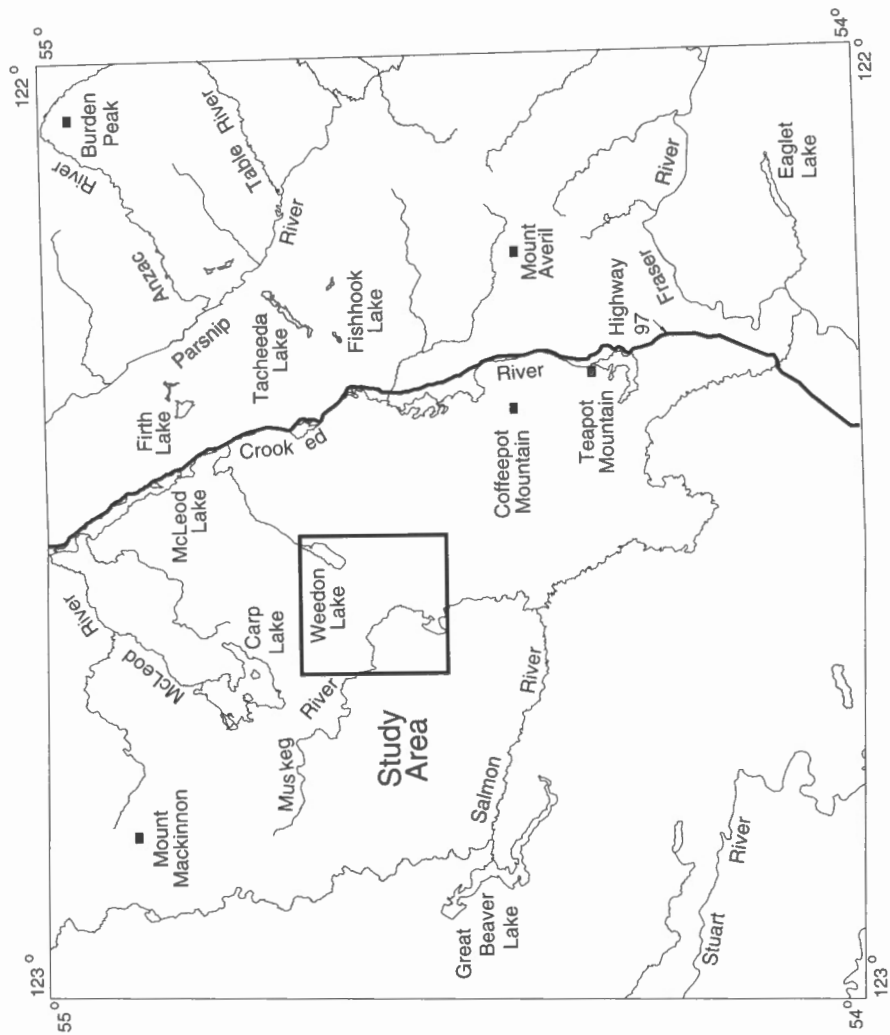 123°
55°
122°
55°
River
Burden
Peak
McLeod
River
Firth
Lake
Anzac
Table River
Mount
Mackinnon
McLeod
Lake
Parsnip
River
Carp
Lake
Crooked
Tacheeda
Lake
Muskeg
River
Weedon
Lake
Fishhook
Lake
Study
Area
Great
Beaver
Lake
Salmon
River
Coffeepot
Mountain
River
Mount
Averil
Teapot
Mountain
Highway
97
Fraser
River
Stuart
River
Eaglet
Lake
54°
123°
54°
122°